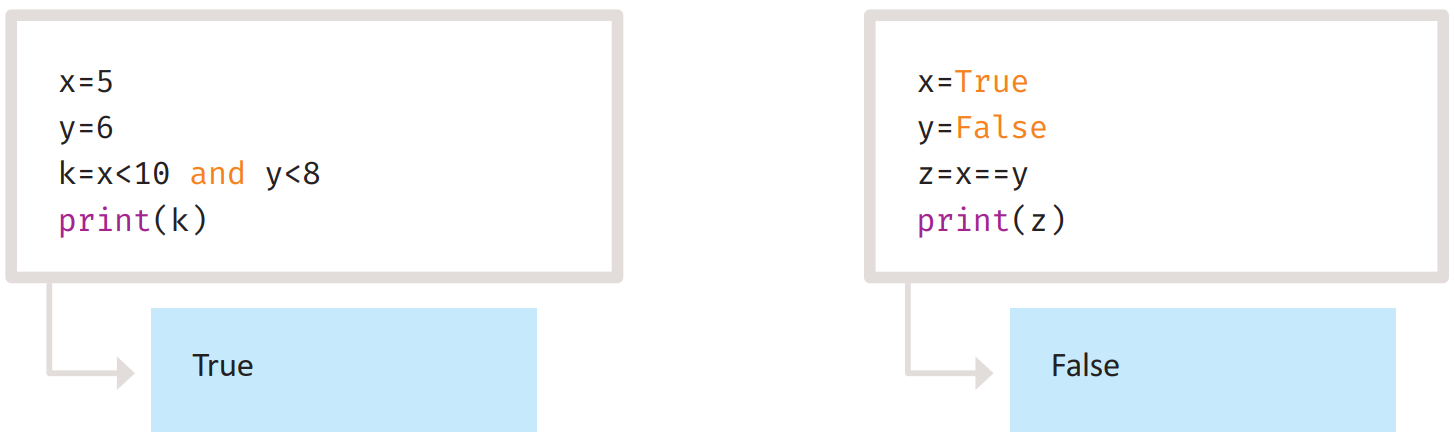 x=5
y=6
k=x<10 and y<8
print(k)
True
x=True
y=False
z=x==y
print(z)
False